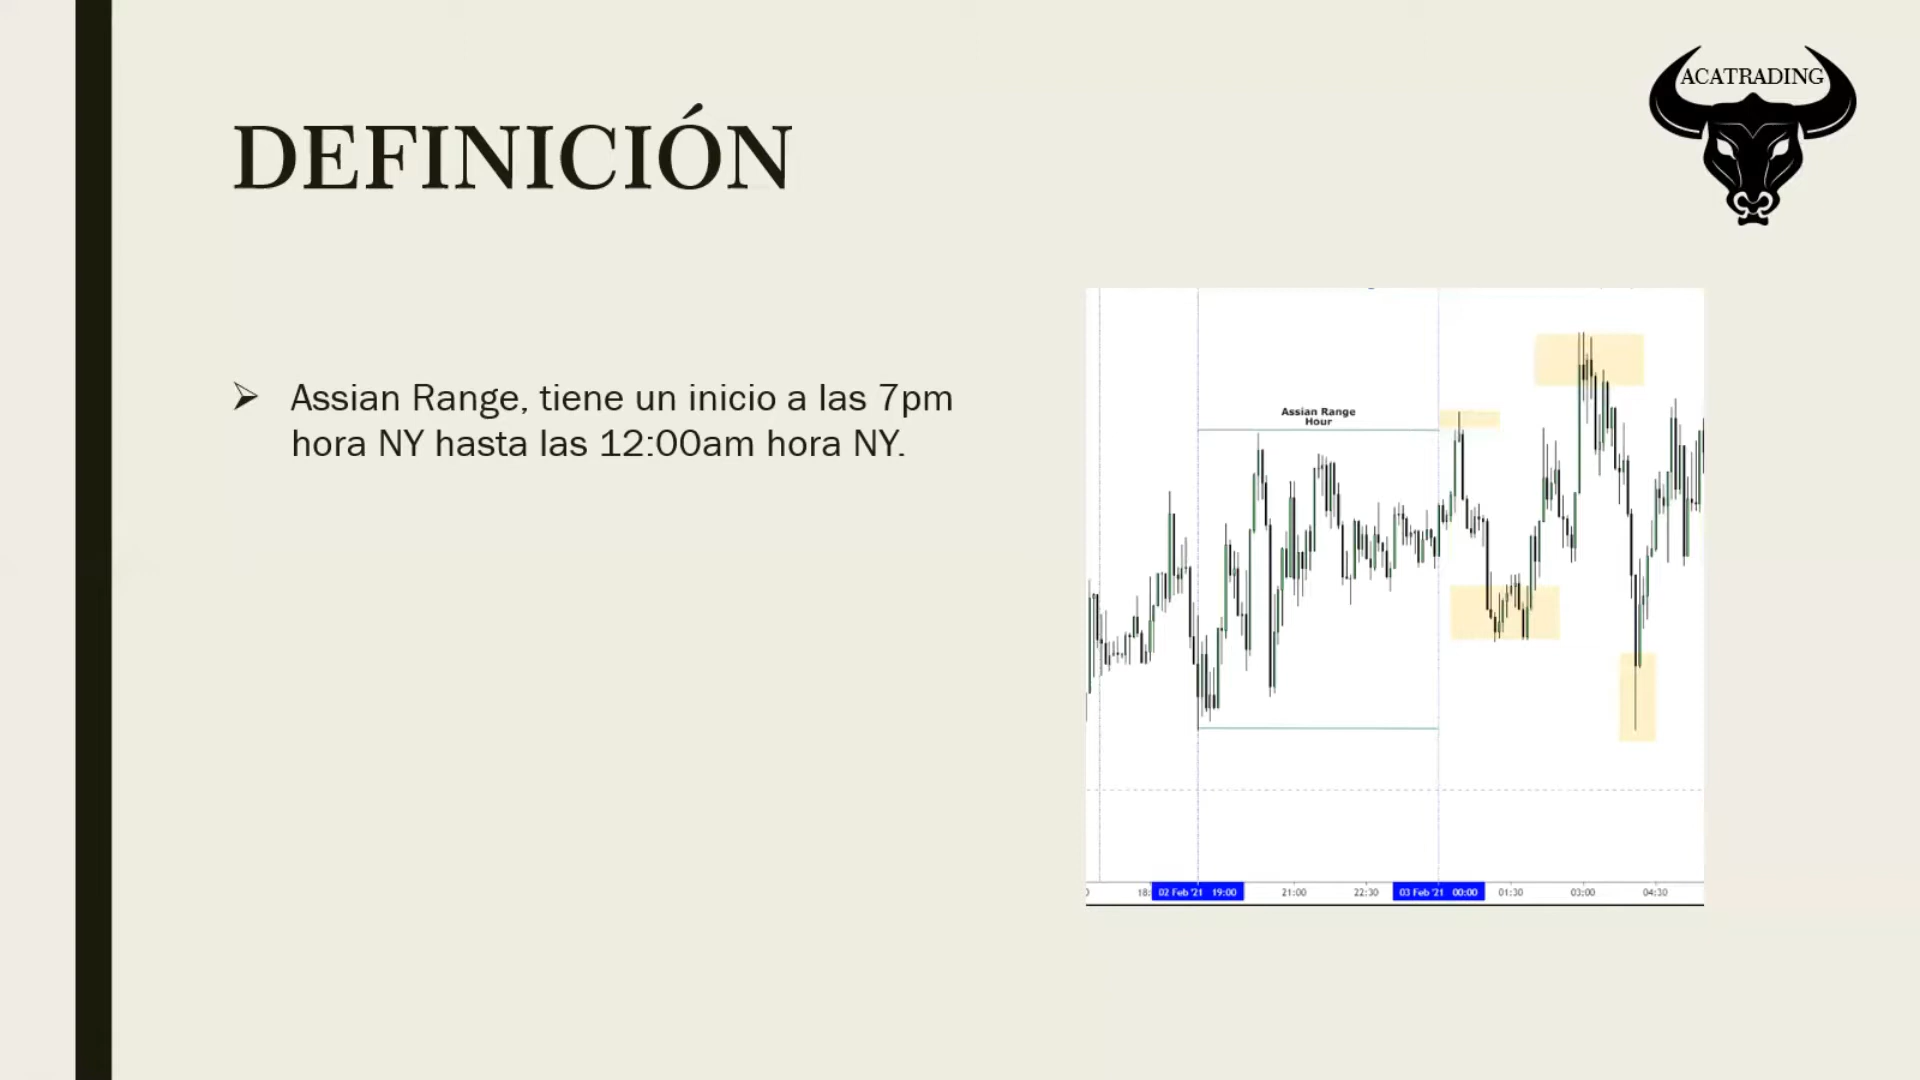 ACATRADING
DEFINICIÓN
➢ Assian Range, tiene un inicio a las 7pm
hora NY hasta las 12:00am hora NY.
Assian Range
Hour
02 Feb '21 19:00
21:00
22:30
03 Feb '21 00:00
01:30
03:00
04:30